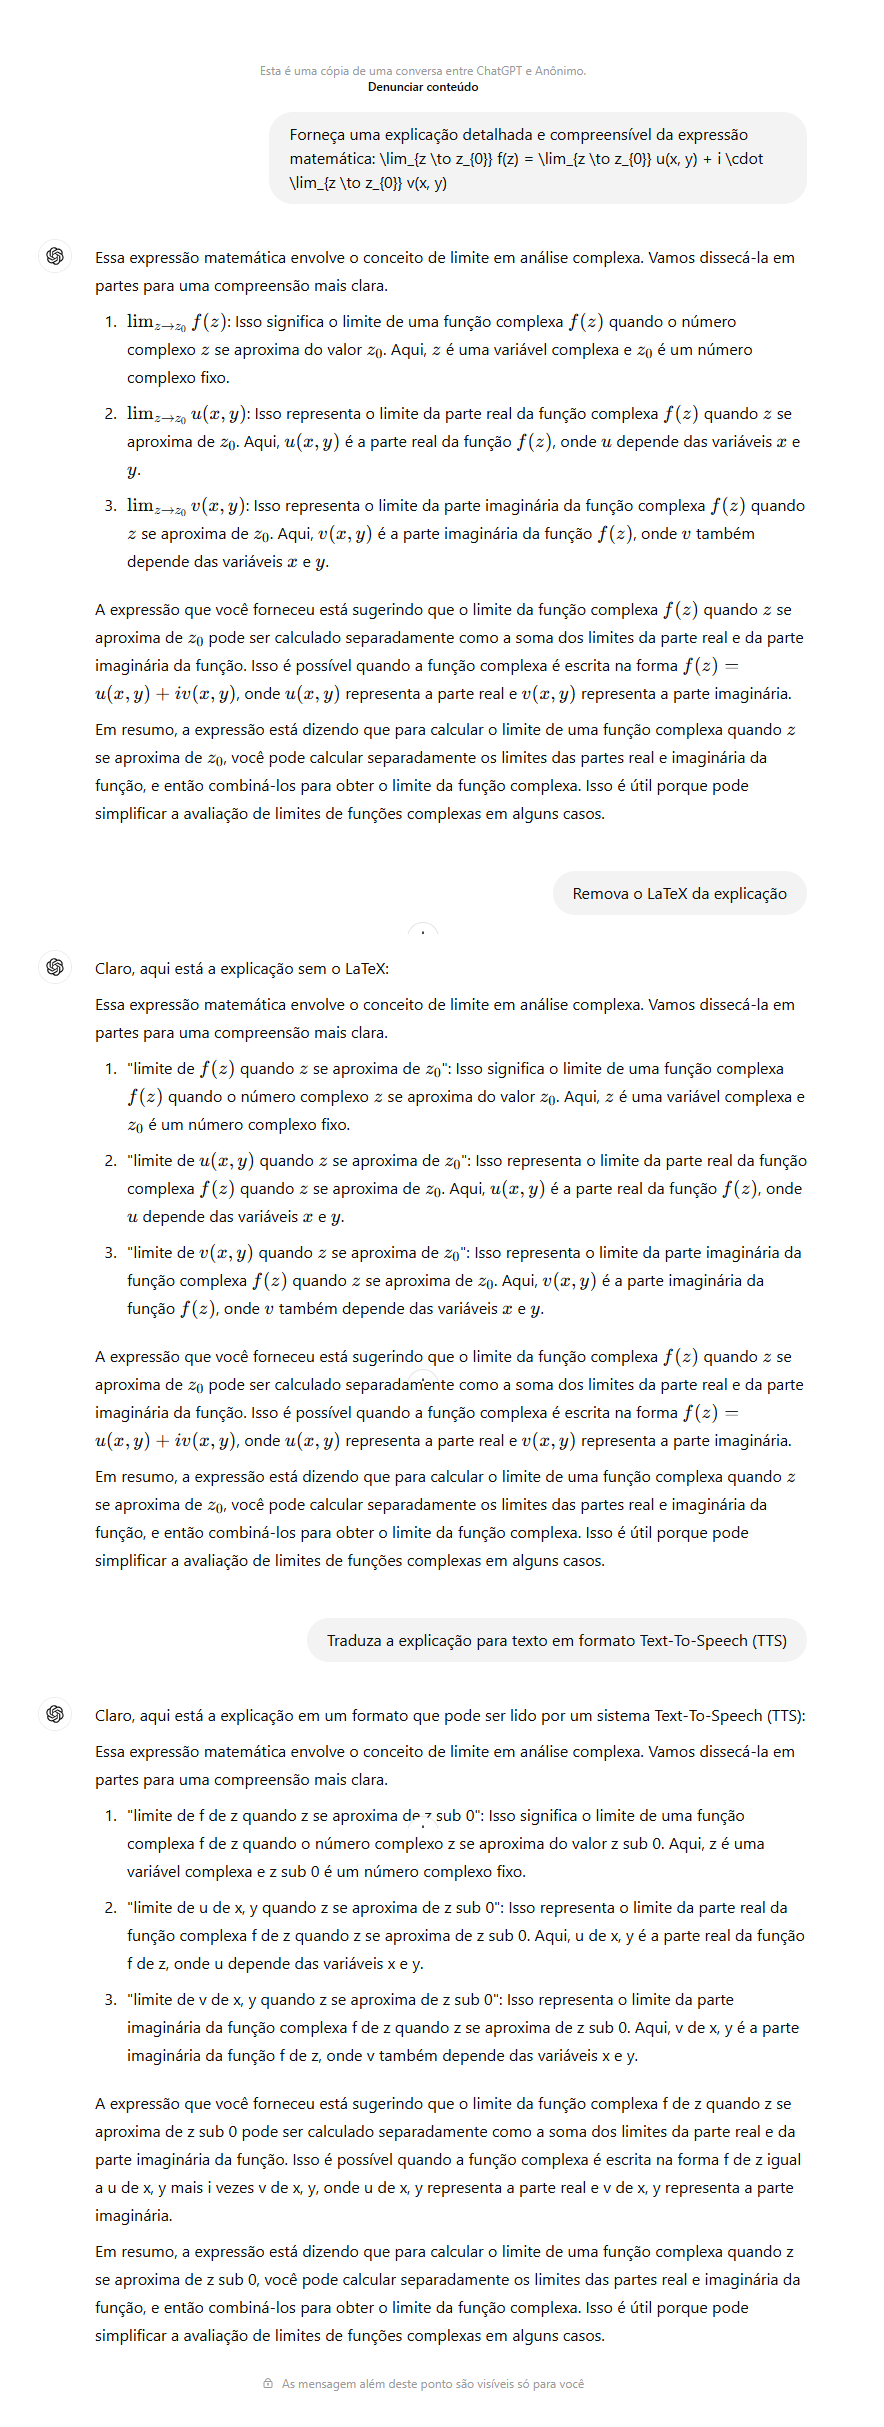 Esta é uma cópia de uma conversa entre ChatGPT e Anônimo.
Denunciar conteúdo
Forneça uma explicação detalhada e compreensível da expressão
matemática: \lim_{z \to z_{0}} f(z) = \lim_{z \to z_{0}} u(x, y) + i \cdot
\lim_{z \to z_{0}} v(x, y)
Essa expressão matemática envolve o conceito de limite em análise complexa. Vamos dissecá-la em
partes para uma compreensão mais clara.
1. lim_{z→z₀} f(z): Isso significa o limite de uma função complexa f(z) quando o número
complexo z se aproxima do valor z₀. Aqui, z é uma variável complexa e z₀ é um número
complexo fixo.
2. lim_{z→z₀} u(x, y): Isso representa o limite da parte real da função complexa f(z) quando z se
aproxima de z₀. Aqui, u(x, y) é a parte real da função f(z), onde u depende das variáveis x e
y.
3. lim_{z→z₀} v(x, y): Isso representa o limite da parte imaginária da função complexa f(z) quando
z se aproxima de z₀. Aqui, v(x, y) é a parte imaginária da função f(z), onde v também
depende das variáveis x e y.
A expressão que você forneceu está sugerindo que o limite da função complexa f(z) quando z se
aproxima de z₀ pode ser calculado separadamente como a soma dos limites da parte real e da parte
imaginária da função. Isso é possível quando a função complexa é escrita na forma f(z) =
u(x, y) + iv(x, y), onde u(x, y) representa a parte real e v(x, y) representa a parte imaginária.
Em resumo, a expressão está dizendo que para calcular o limite de uma função complexa quando z
se aproxima de z₀, você pode calcular separadamente os limites das partes real e imaginária da
função, e então combiná-los para obter o limite da função complexa. Isso é útil porque pode
simplificar a avaliação de limites de funções complexas em alguns casos.
Remova o LaTeX da explicação
Claro, aqui está a explicação sem o LaTeX:
Essa expressão matemática envolve o conceito de limite em análise complexa. Vamos dissecá-la em
partes para uma compreensão mais clara.
1. "limite de f(z) quando z se aproxima de z₀": Isso significa o limite de uma função complexa
f(z) quando o número complexo z se aproxima do valor z₀. Aqui, z é uma variável complexa e
z₀ é um número complexo fixo.
2. "limite de u(x, y) quando z se aproxima de z₀": Isso representa o limite da parte real da função
complexa f(z) quando z se aproxima de z₀. Aqui, u(x, y) é a parte real da função f(z), onde
u depende das variáveis x e y.
3. "limite de v(x, y) quando z se aproxima de z₀": Isso representa o limite da parte imaginária da
função complexa f(z) quando z se aproxima de z₀. Aqui, v(x, y) é a parte imaginária da
função f(z), onde v também depende das variáveis x e y.
A expressão que você forneceu está sugerindo que o limite da função complexa f(z) quando z se
aproxima de z₀ pode ser calculado separadamente como a soma dos limites da parte real e da parte
imaginária da função. Isso é possível quando a função complexa é escrita na forma f(z) =
u(x, y) + iv(x, y), onde u(x, y) representa a parte real e v(x, y) representa a parte imaginária.
Em resumo, a expressão está dizendo que para calcular o limite de uma função complexa quando z
se aproxima de z₀, você pode calcular separadamente os limites das partes real e imaginária da
função, e então combiná-los para obter o limite da função complexa. Isso é útil porque pode
simplificar a avaliação de limites de funções complexas em alguns casos.
Traduza a explicação para texto em formato Text-To-Speech (TTS)
Claro, aqui está a explicação em um formato que pode ser lido por um sistema Text-To-Speech (TTS):
Essa expressão matemática envolve o conceito de limite em análise complexa. Vamos dissecá-la em
partes para uma compreensão mais clara.
1. "limite de f de z quando z se aproxima de z sub 0": Isso significa o limite de uma função
complexa f de z quando o número complexo z se aproxima do valor z sub 0. Aqui, z é uma
variável complexa e z sub 0 é um número complexo fixo.
2. "limite de u de x, y quando z se aproxima de z sub 0": Isso representa o limite da parte real da
função complexa f de z quando z se aproxima de z sub 0. Aqui, u de x, y é a parte real da função
f de z, onde u depende das variáveis x e y.
3. "limite de v de x, y quando z se aproxima de z sub 0": Isso representa o limite da parte
imaginária da função complexa f de z quando z se aproxima de z sub 0. Aqui, v de x, y é a parte
imaginária da função f de z, onde v também depende das variáveis x e y.
A expressão que você forneceu está sugerindo que o limite da função complexa f de z quando z se
aproxima de z sub 0 pode ser calculado separadamente como a soma dos limites da parte real e da
parte imaginária da função. Isso é possível quando a função complexa é escrita na forma f de z igual
a u de x, y mais i vezes v de x, y, onde u de x, y representa a parte real e v de x, y representa a parte
imaginária.
Em resumo, a expressão está dizendo que para calcular o limite de uma função complexa quando z
se aproxima de z sub 0, você pode calcular separadamente os limites das partes real e imaginária da
função, e então combiná-los para obter o limite da função complexa. Isso é útil porque pode
simplificar a avaliação de limites de funções complexas em alguns casos.
As mensagem além deste ponto são visíveis só para você